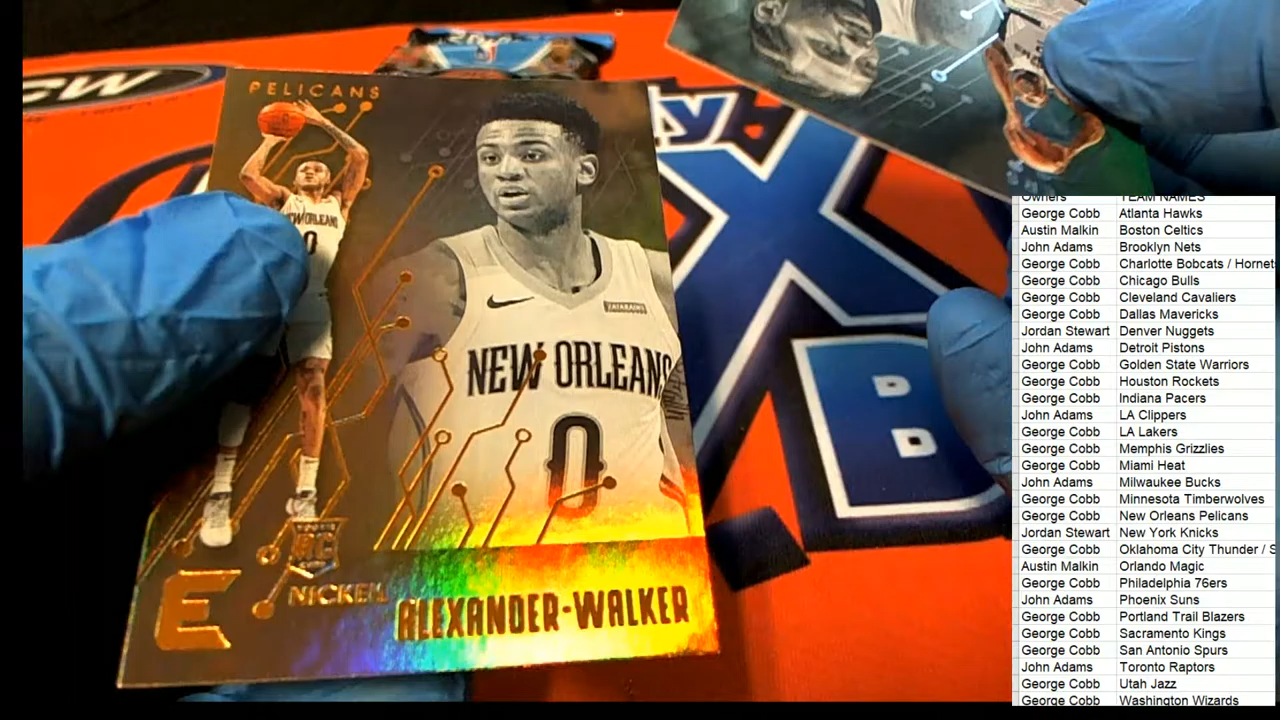 CW
PELICANS
NEW ORLEANS
0
ZATARAIN'S
NEW ORLEANS
0
ROOKIE
RC
E
ALEXANDER-WALKER
X
B
Owners TEAM NAMES
George Cobb Atlanta Hawks
Austin Malkin Boston Celtics
John Adams Brooklyn Nets
George Cobb Charlotte Bobcats / Hornet
George Cobb Chicago Bulls
George Cobb Cleveland Cavaliers
George Cobb Dallas Mavericks
Jordan Stewart Denver Nuggets
John Adams Detroit Pistons
George Cobb Golden State Warriors
George Cobb Houston Rockets
George Cobb Indiana Pacers
John Adams LA Clippers
George Cobb LA Lakers
George Cobb Memphis Grizzlies
George Cobb Miami Heat
John Adams Milwaukee Bucks
George Cobb Minnesota Timberwolves
George Cobb New Orleans Pelicans
Jordan Stewart New York Knicks
George Cobb Oklahoma City Thunder / S
Austin Malkin Orlando Magic
George Cobb Philadelphia 76ers
John Adams Phoenix Suns
George Cobb Portland Trail Blazers
George Cobb Sacramento Kings
George Cobb San Antonio Spurs
John Adams Toronto Raptors
George Cobb Utah Jazz
George Cobb Washington Wizards